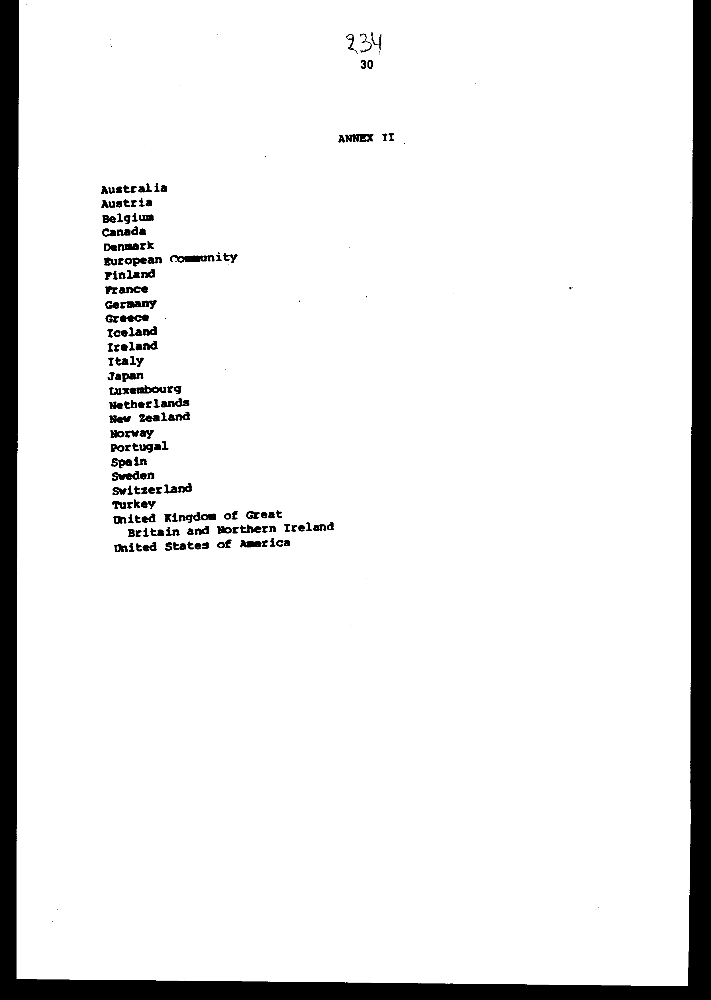 234
30
ANNEX II
Australia
Austria
Belgium
Canada
Denmark
European Community
Finland
France
Germany
Greece
Iceland
Ireland
Italy
Japan
Luxembourg
Netherlands
New Zealand
Norway
Portugal
Spain
Sweden
Switzerland
Turkey
United Kingdom of Great
Britain and Northern Ireland
United States of America